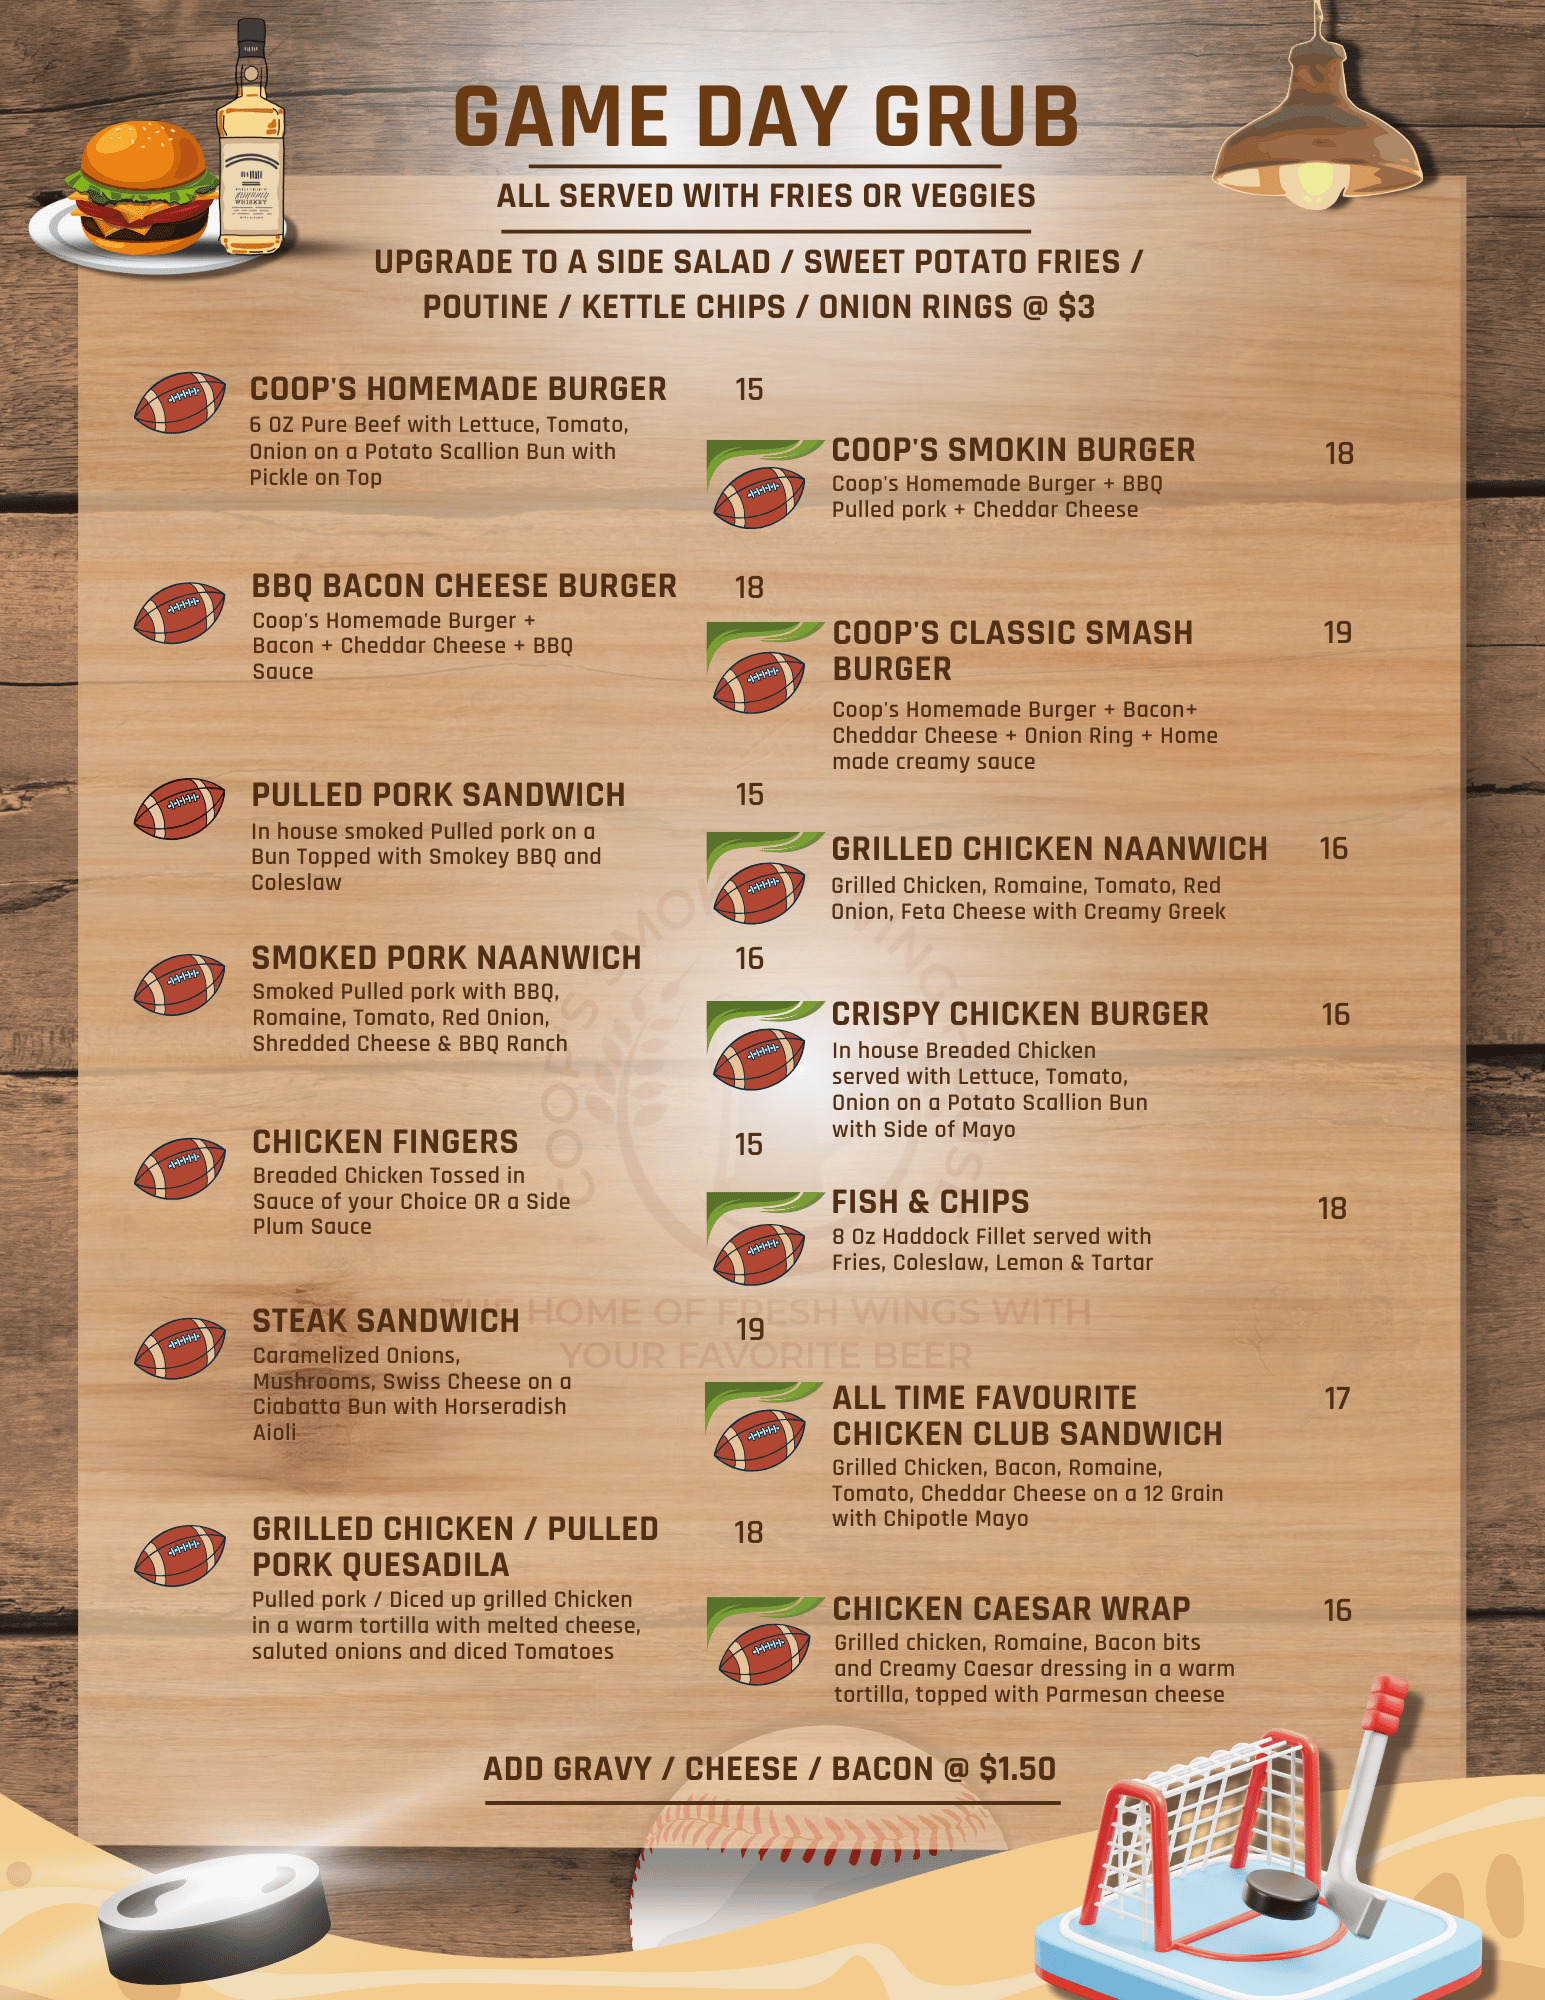 GAME DAY GRUB
ALL SERVED WITH FRIES OR VEGGIES
UPGRADE TO A SIDE SALAD / SWEET POTATO FRIES /
POUTINE / KETTLE CHIPS / ONION RINGS @ $3
COOP'S HOMEMADE BURGER 15
6 OZ Pure Beef with Lettuce, Tomato,
Onion on a Potato Scallion Bun with
Pickle on Top
BBQ BACON CHEESE BURGER 18
Coop's Homemade Burger +
Bacon + Cheddar Cheese + BBQ
Sauce
PULLED PORK SANDWICH 15
In house smoked Pulled pork on a
Bun Topped with Smokey BBQ and
Coleslaw
SMOKED PORK NAANWICH 16
Smoked Pulled pork with BBQ,
Romaine, Tomato, Red Onion,
Shredded Cheese & BBQ Ranch
CHICKEN FINGERS 15
Breaded Chicken Tossed in
Sauce of your Choice OR a Side
Plum Sauce
STEAK SANDWICH 19
Caramelized Onions,
Mushrooms, Swiss Cheese on a
Ciabatta Bun with Horseradish
Aioli
GRILLED CHICKEN / PULLED 18
PORK QUESADILA
Pulled pork / Diced up grilled Chicken
in a warm tortilla with melted cheese,
saluted onions and diced Tomatoes
COOP'S SMOKIN BURGER 18
Coop's Homemade Burger + BBQ
Pulled pork + Cheddar Cheese
COOP'S CLASSIC SMASH 19
BURGER
Coop's Homemade Burger + Bacon+
Cheddar Cheese + Onion Ring + Home
made creamy sauce
GRILLED CHICKEN NAANWICH 16
Grilled Chicken, Romaine, Tomato, Red
Onion, Feta Cheese with Creamy Greek
CRISPY CHICKEN BURGER 16
In house Breaded Chicken
served with Lettuce, Tomato,
Onion on a Potato Scallion Bun
with Side of Mayo
FISH & CHIPS 18
8 Oz Haddock Fillet served with
Fries, Coleslaw, Lemon & Tartar
ALL TIME FAVOURITE 17
CHICKEN CLUB SANDWICH
Grilled Chicken, Bacon, Romaine,
Tomato, Cheddar Cheese on a 12 Grain
with Chipotle Mayo
CHICKEN CAESAR WRAP 16
Grilled chicken, Romaine, Bacon bits
and Creamy Caesar dressing in a warm
tortilla, topped with Parmesan cheese
ADD GRAVY / CHEESE / BACON @ $1.50
THE HOME OF FRESH WINGS WITH
YOUR FAVORITE BEER
COOP'S
WHISKEY